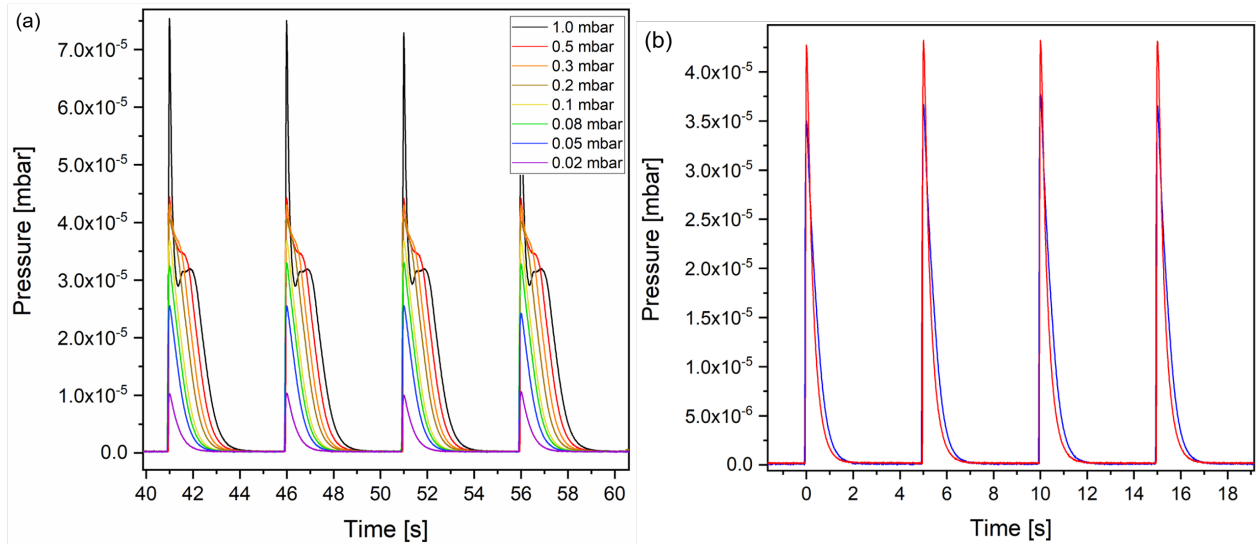 (a)
Pressure [mbar]
7.0x10⁻⁵
6.0x10⁻⁵
5.0x10⁻⁵
4.0x10⁻⁵
3.0x10⁻⁵
2.0x10⁻⁵
1.0x10⁻⁵
0.0
1.0 mbar
0.5 mbar
0.3 mbar
0.2 mbar
0.1 mbar
0.08 mbar
0.05 mbar
0.02 mbar
40 42 44 46 48 50 52 54 56 58 60
Time [s]
(b)
Pressure [mbar]
4.0x10⁻⁵
3.5x10⁻⁵
3.0x10⁻⁵
2.5x10⁻⁵
2.0x10⁻⁵
1.5x10⁻⁵
1.0x10⁻⁵
5.0x10⁻⁶
0.0
0 2 4 6 8 10 12 14 16 18
Time [s]